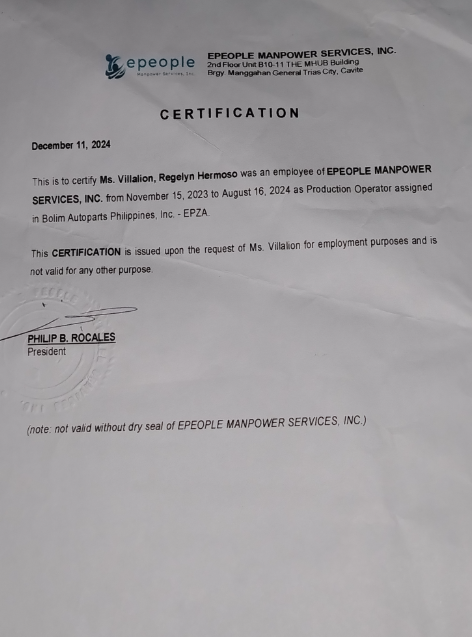 epeople
Manpower Services, Inc.
EPEOPLE MANPOWER SERVICES, INC.
2nd Floor Unit B10-11 THE MHUB Building
Brgy. Manggahan General Trias City, Cavite
CERTIFICATION
December 11, 2024
This is to certify Ms. Villalion, Regelyn Hermoso was an employee of EPEOPLE MANPOWER
SERVICES, INC. from November 15, 2023 to August 16, 2024 as Production Operator assigned
in Bolim Autoparts Philippines, Inc. - EPZA.
This CERTIFICATION is issued upon the request of Ms. Villalion for employment purposes and is
not valid for any other purpose.
PHILIP B. ROCALES
President
(note: not valid without dry seal of EPEOPLE MANPOWER SERVICES, INC.)